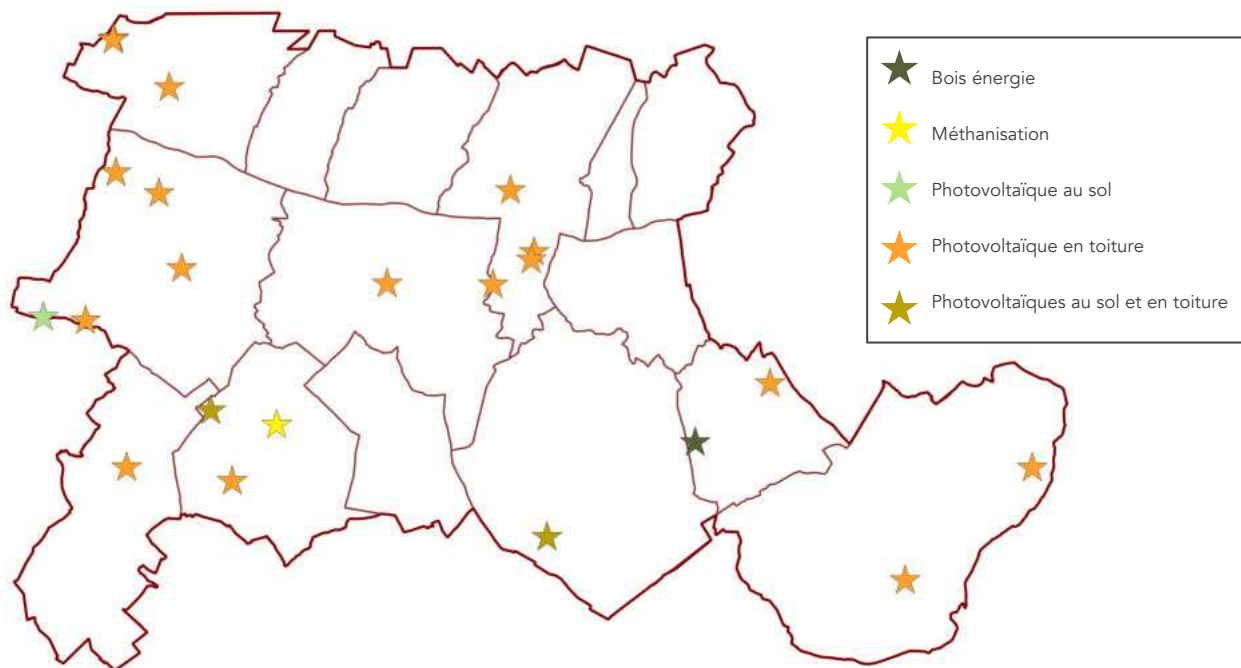 Bois énergie
Méthanisation
Photovoltaïque au sol
Photovoltaïque en toiture
Photovoltaïques au sol et en toiture